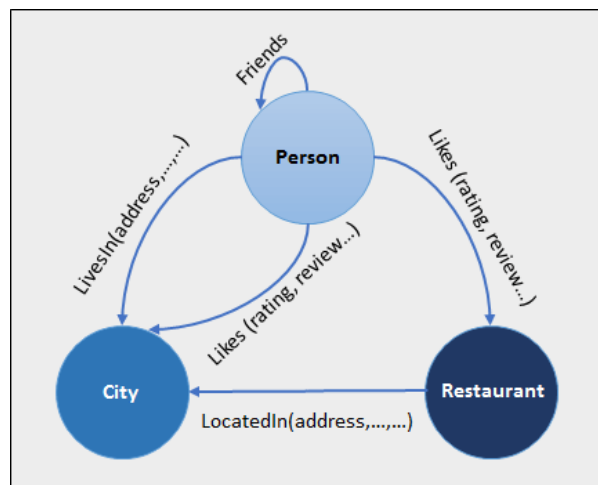 Friends
Person
LivesIn(address,...,...)
Likes (rating, review...)
Likes (rating, review...)
City
Restaurant
LocatedIn(address,...,...)